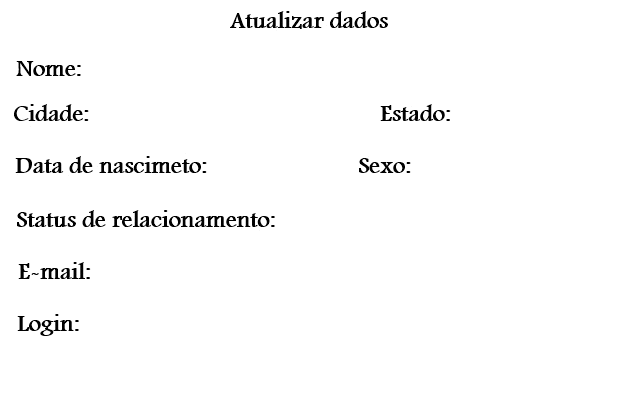 Atualizar dados
Nome:
Cidade: Estado:
Data de nascimeto: Sexo:
Status de relacionamento:
E-mail:
Login: